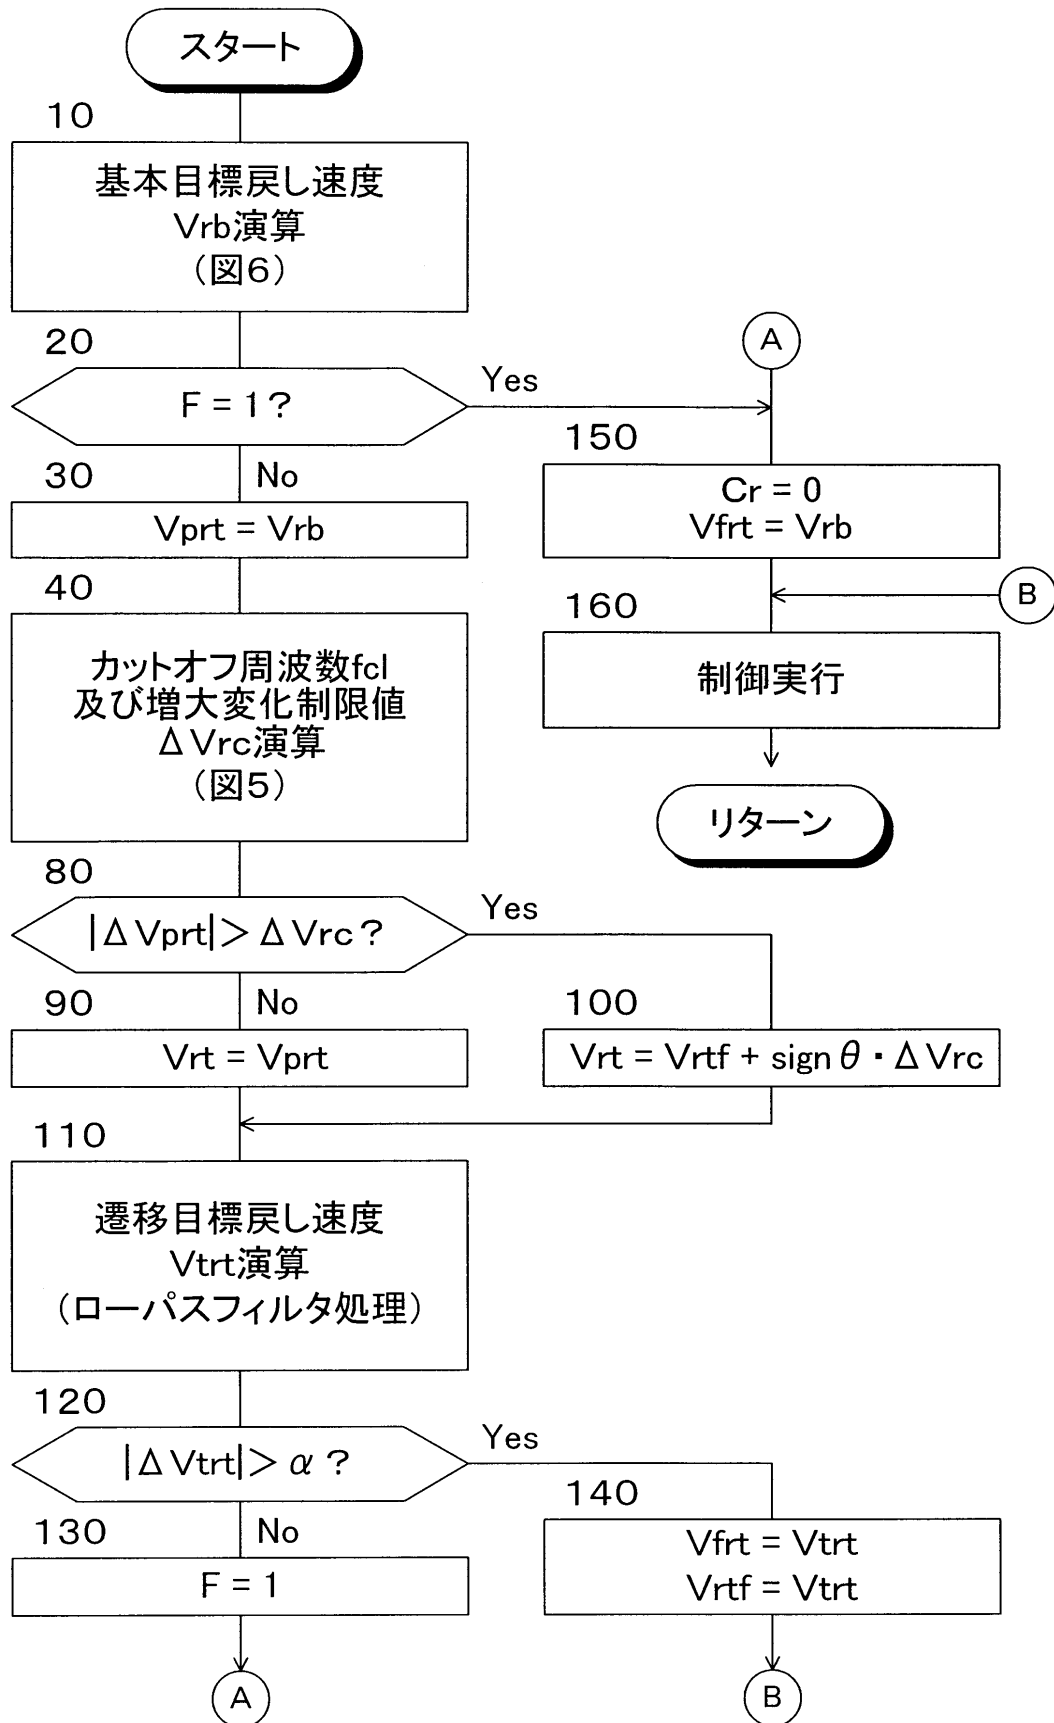 スタート
10
基本目標戻し速度
Vrb演算
（図6）
20
F = 1?
Yes
No
30
Vprt = Vrb
40
カットオフ周波数fcl
及び増大変化制限値
ΔVrc演算
（図5）
80
|ΔVprt|> ΔVrc?
Yes
No
90
Vrt = Vprt
100
Vrt = Vrtf + sign θ・ΔVrc
110
遷移目標戻し速度
Vtrt演算
（ローパスフィルタ処理）
120
|ΔVtrt|> α ?
Yes
No
130
F = 1
A
140
Vfrt = Vtrt
Vrtf = Vtrt
B
A
150
Cr = 0
Vfrt = Vrb
B
160
制御実行
リターン